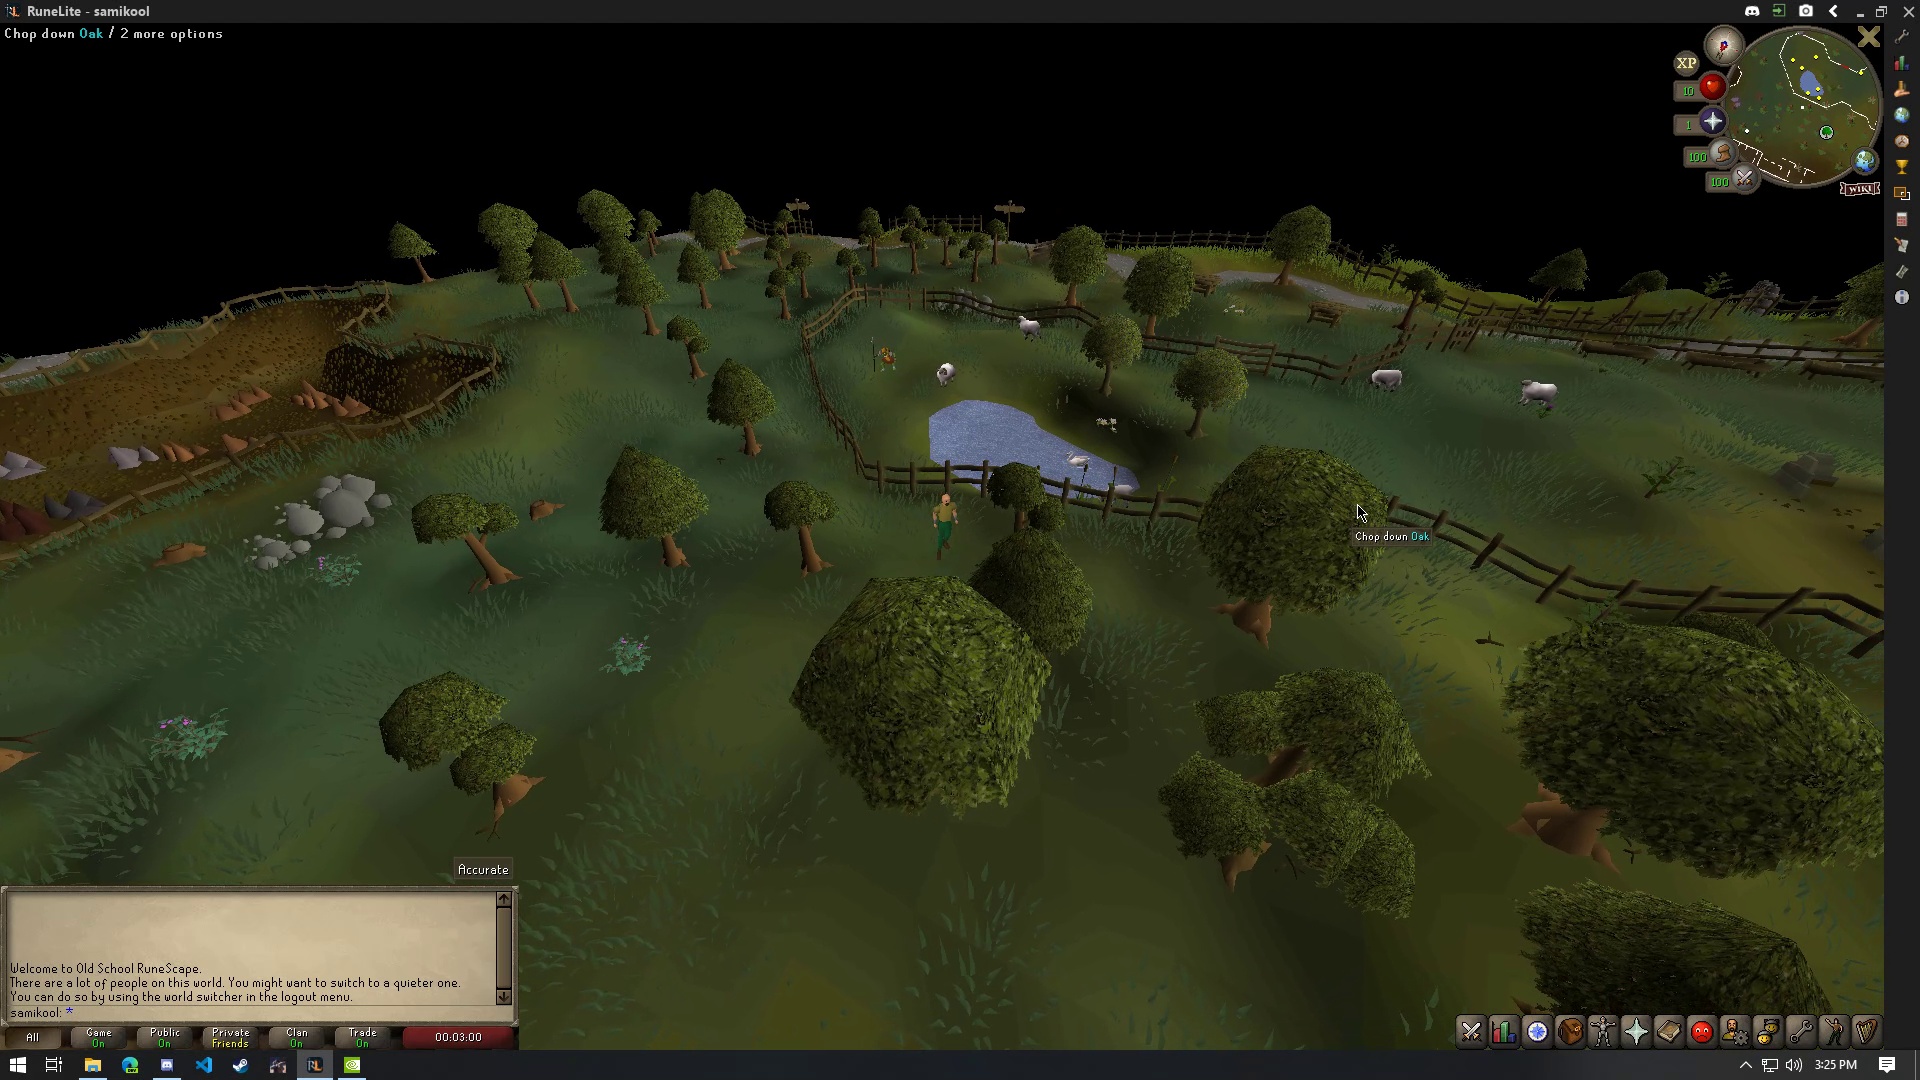 RuneLite - samikool
Chop down Oak / 2 more options
XP
10
1
100
100
WIKI
Chop down Oak
Accurate
Welcome to Old School RuneScape.
There are a lot of people on this world. You might want to switch to a quieter one.
You can do so by using the world switcher in the logout menu.
samikool: *
All
Game
On
Public
On
Private
Friends
Clan
On
Trade
On
00:03:00
3:25 PM